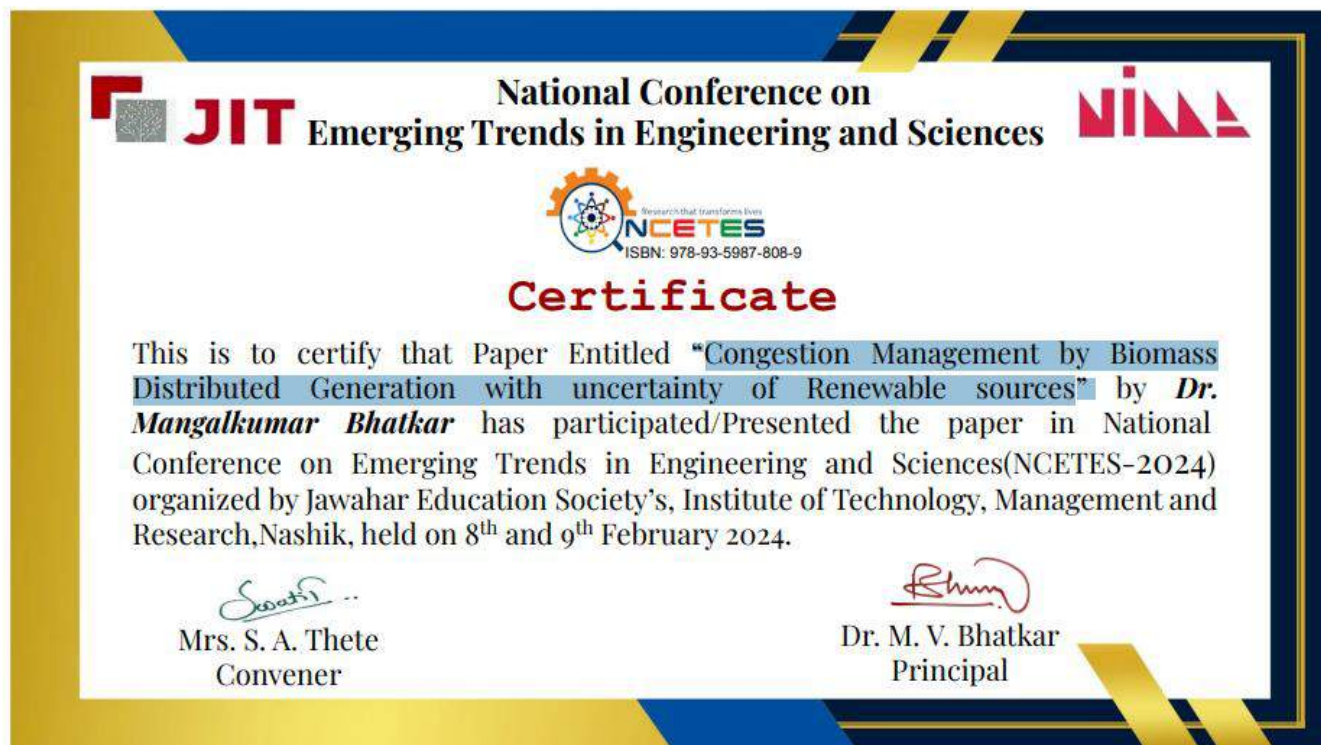 JIT
National Conference on
Emerging Trends in Engineering and Sciences
NIMA
Research that transforms lives
NCETES
ISBN: 978-93-5987-808-9
Certificate
This is to certify that Paper Entitled “Congestion Management by Biomass
Distributed Generation with uncertainty of Renewable sources” by Dr.
Mangalkumar Bhatkar has participated/Presented the paper in National
Conference on Emerging Trends in Engineering and Sciences(NCETES-2024)
organized by Jawahar Education Society’s, Institute of Technology, Management and
Research,Nashik, held on 8th and 9th February 2024.
Swati
Mrs. S. A. Thete
Convener
Dr. M. V. Bhatkar
Principal